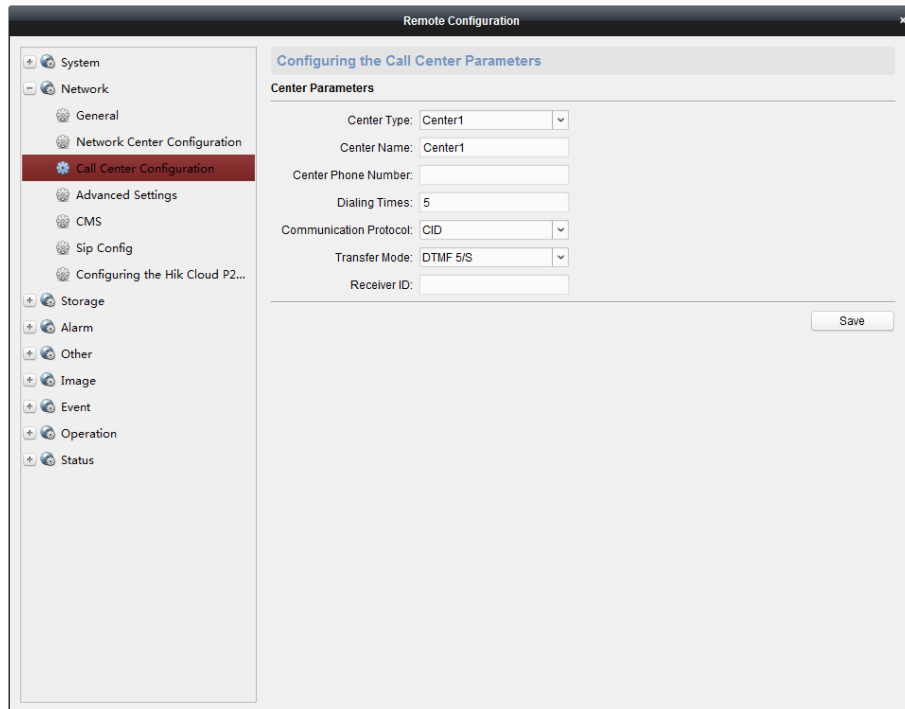 Remote Configuration
System
Network
General
Network Center Configuration
Call Center Configuration
Advanced Settings
CMS
Sip Config
Configuring the Hik Cloud P2...
Storage
Alarm
Other
Image
Event
Operation
Status
Configuring the Call Center Parameters
Center Parameters
Center Type: Center1
Center Name: Center1
Center Phone Number:
Dialing Times: 5
Communication Protocol: CID
Transfer Mode: DTMF 5/S
Receiver ID:
Save